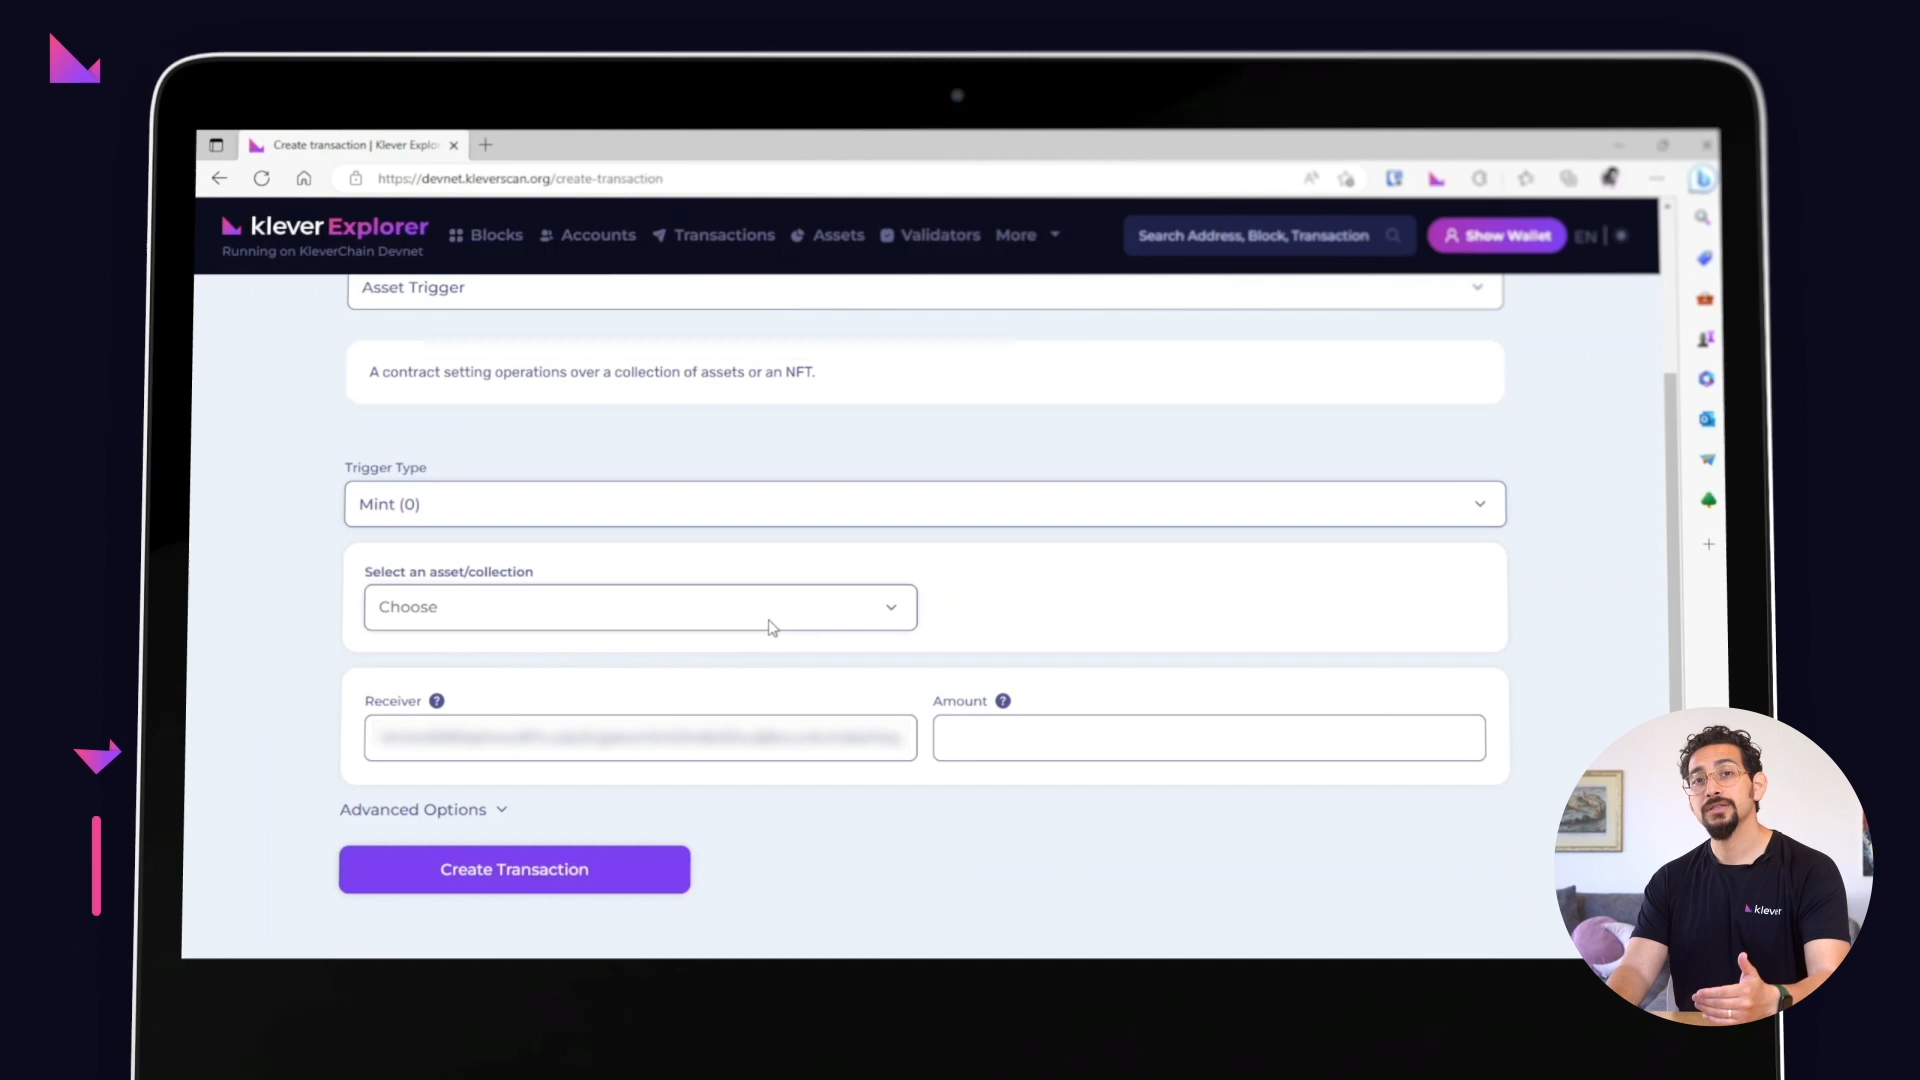 Create transaction | Klever Explo
https://devnet.kleverscan.org/create-transaction
klever Explorer
Running on KleverChain Devnet
Blocks
Accounts
Transactions
Assets
Validators
More
Search Address, Block, Transaction
Show Wallet
EN
Asset Trigger
A contract setting operations over a collection of assets or an NFT.
Trigger Type
Mint (0)
Select an asset/collection
Choose
Receiver ?
Amount ?
Advanced Options
Create Transaction
klever